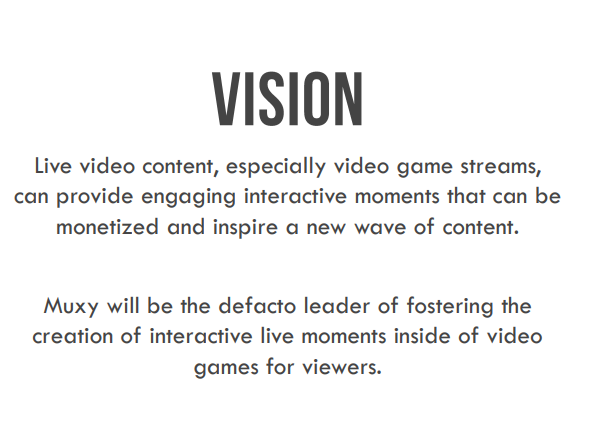 VISION
Live video content, especially video game streams,
can provide engaging interactive moments that can be
monetized and inspire a new wave of content.
Muxy will be the defacto leader of fostering the
creation of interactive live moments inside of video
games for viewers.